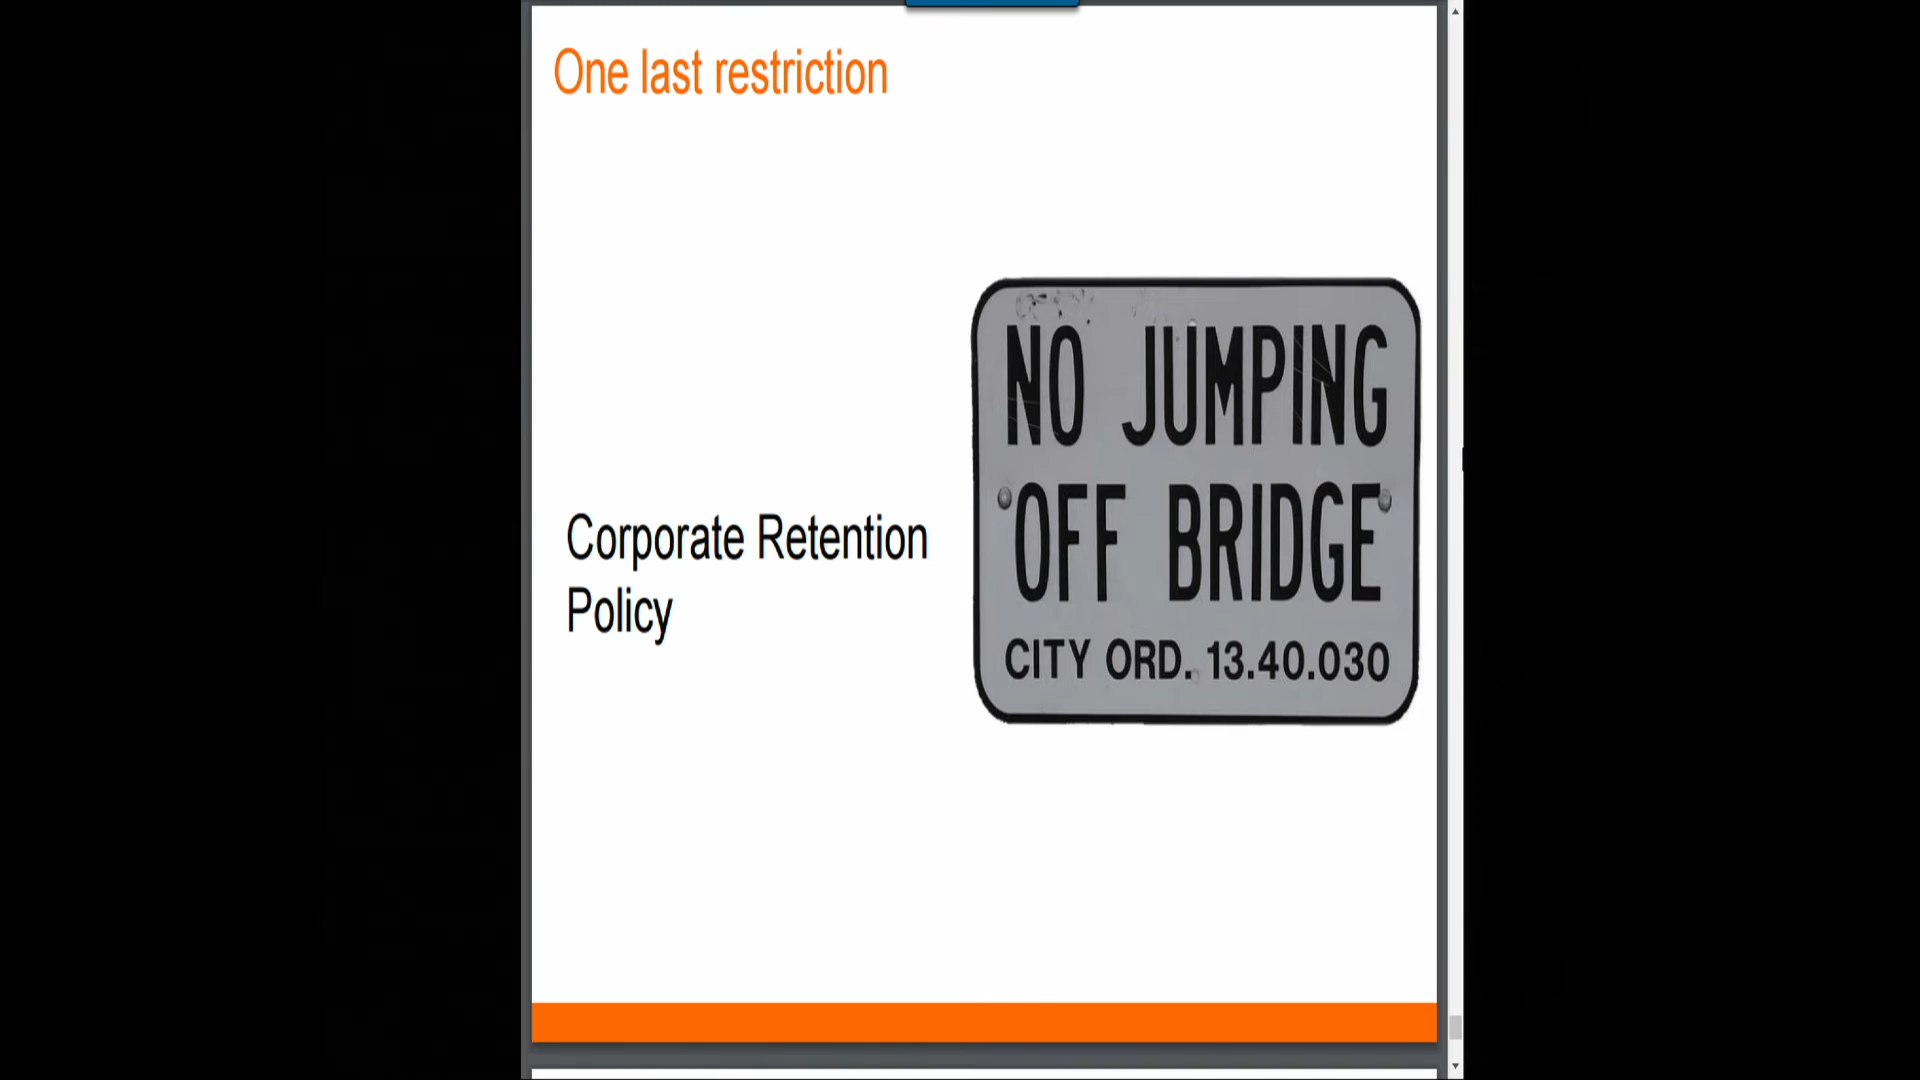 One last restriction
Corporate Retention
Policy
NO JUMPING
OFF BRIDGE
CITY ORD. 13.40.030